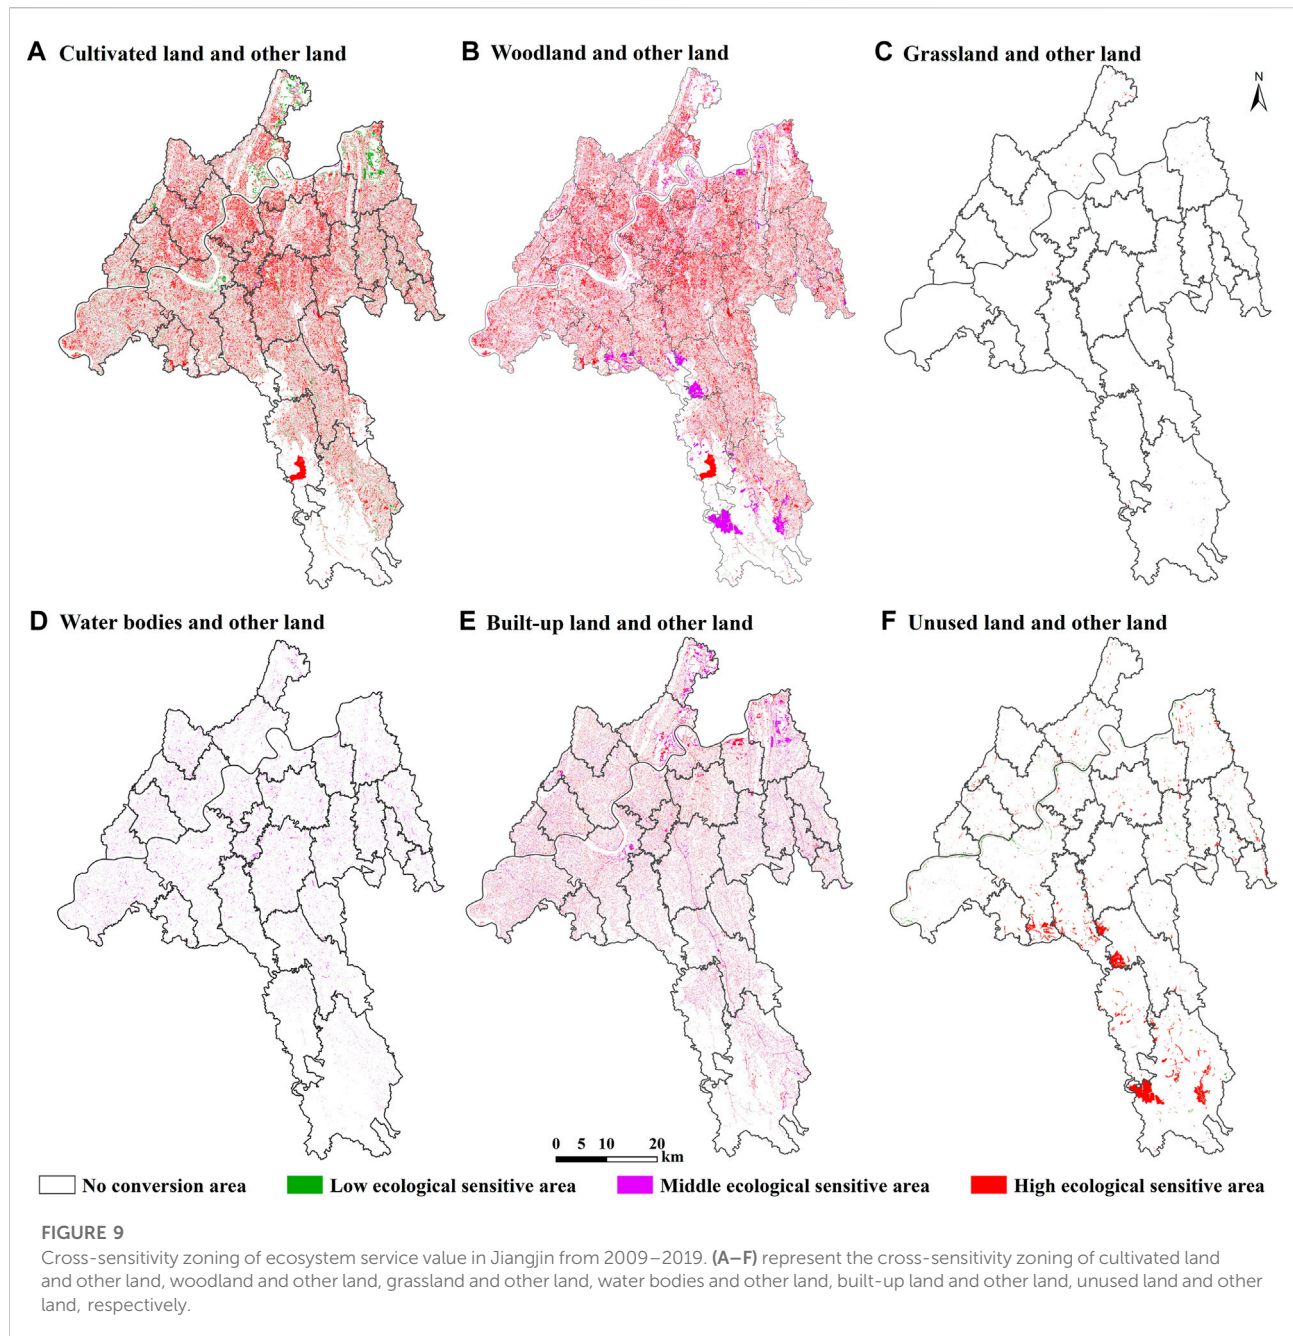 A Cultivated land and other land
B Woodland and other land
C Grassland and other land
N
D Water bodies and other land
E Built-up land and other land
F Unused land and other land
0 5 10 20
km
No conversion area
Low ecological sensitive area
Middle ecological sensitive area
High ecological sensitive area
FIGURE 9
Cross-sensitivity zoning of ecosystem service value in Jiangjin from 2009–2019. (A–F) represent the cross-sensitivity zoning of cultivated land
and other land, woodland and other land, grassland and other land, water bodies and other land, built-up land and other land, unused land and other
land, respectively.